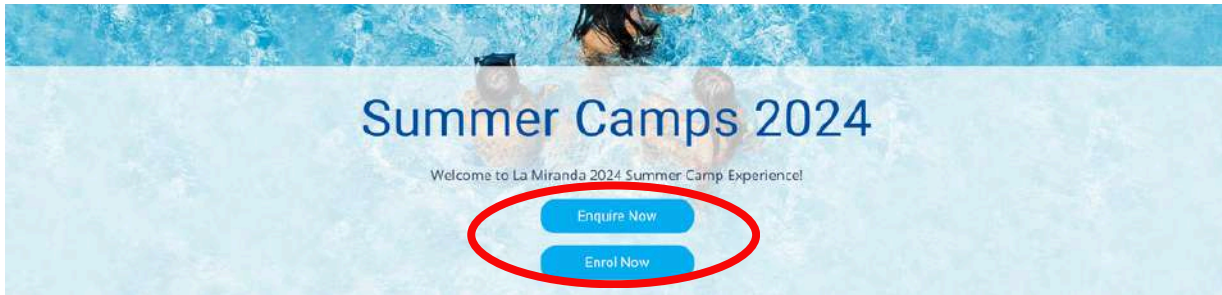 Summer Camps 2024
Welcome to La Miranda 2024 Summer Camp Experience!
Enquire Now
Enrol Now